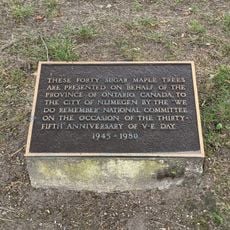 THESE FORTY SUGAR MAPLE TREES
ARE PRESENTED ON BEHALF OF THE
PROVINCE OF ONTARIO, CANADA, TO
THE CITY OF NIJMEGEN BY THE "WE
DO REMEMBER" NATIONAL COMMITTEE
ON THE OCCASION OF THE THIRTY-
FIFTH ANNIVERSARY OF V-E DAY.
1945 - 1980